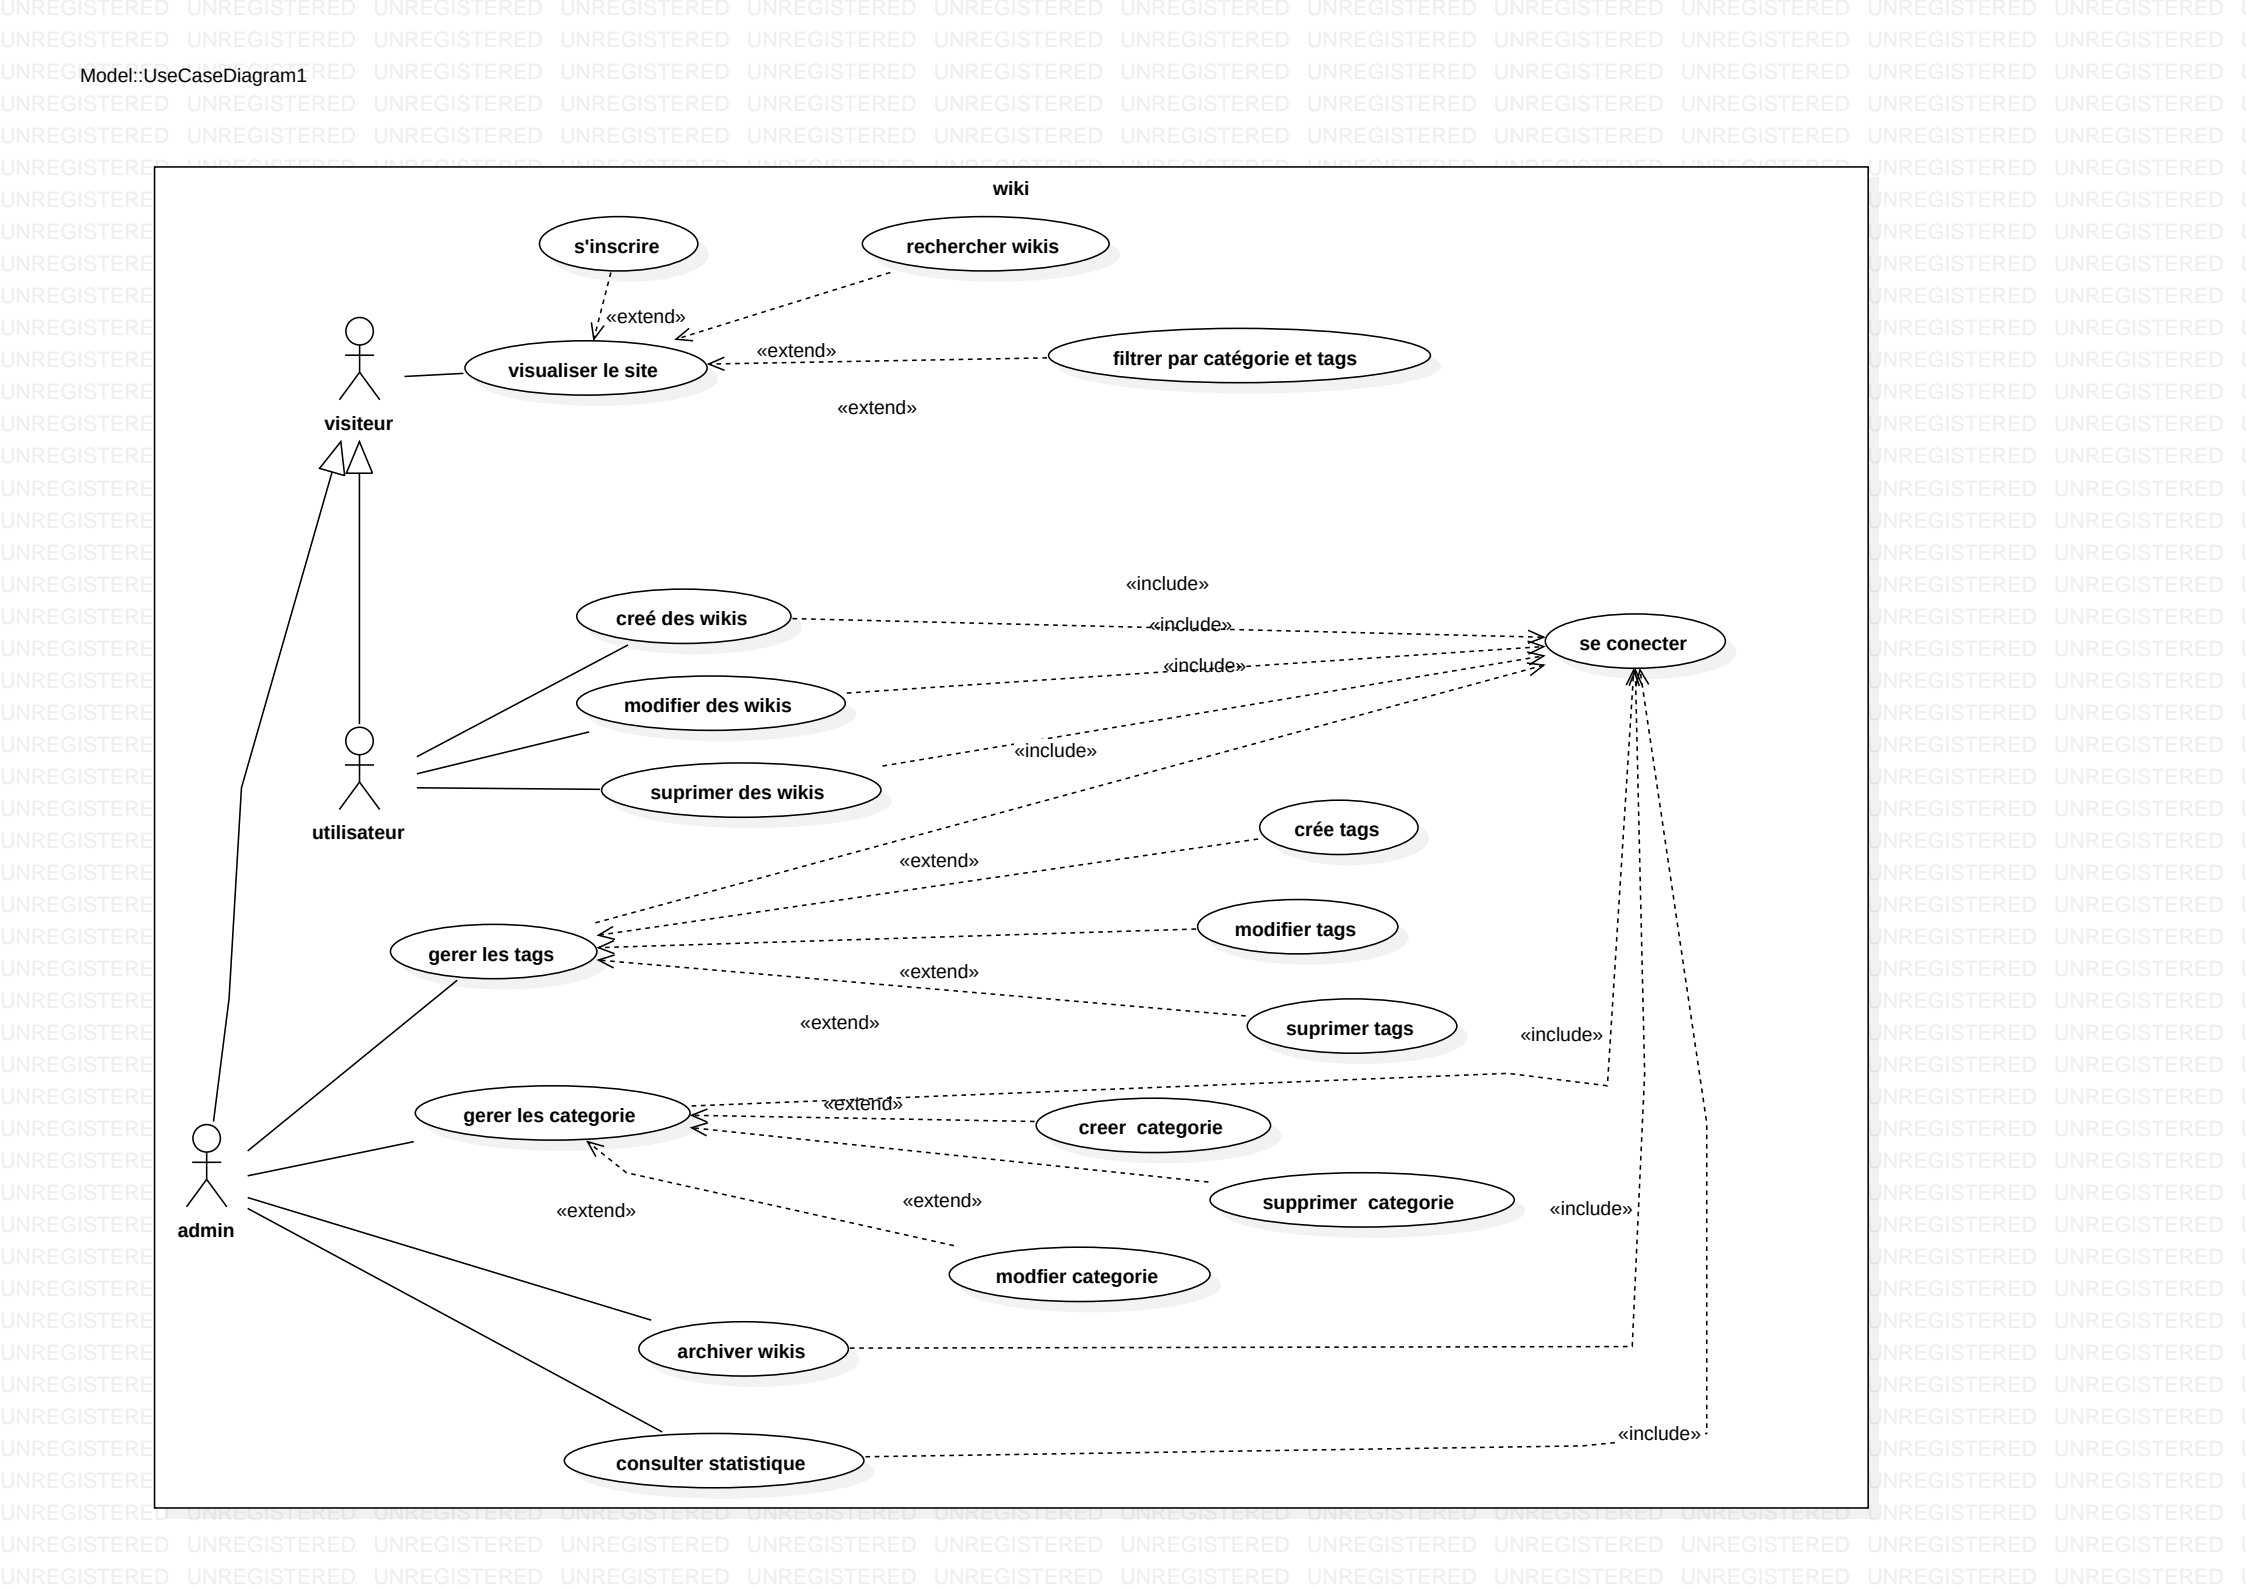 Model::UseCaseDiagram1
wiki
s'inscrire
rechercher wikis
«extend»
«extend»
filtrer par catégorie et tags
visualiser le site
«extend»
visiteur
«include»
creé des wikis
«include»
se conecter
«include»
modifier des wikis
«include»
suprimer des wikis
utilisateur
crée tags
«extend»
modifier tags
gerer les tags
«extend»
«extend»
suprimer tags
«include»
«extend»
gerer les categorie
creer  categorie
«extend»
supprimer  categorie
«extend»
«include»
admin
modfier categorie
archiver wikis
«include»
consulter statistique
UNREGISTERED